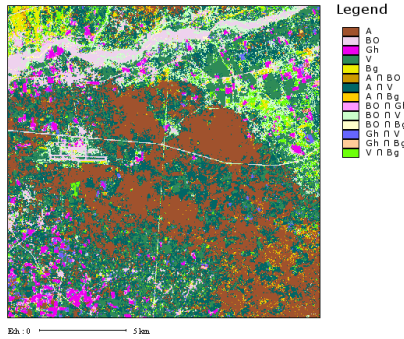 Legend
A
BO
Gh
V
Bg
A ∩ BO
A ∩ V
A ∩ Bg
BO ∩ Gh
BO ∩ V
BO ∩ Bg
Gh ∩ V
Gh ∩ Bg
V ∩ Bg
Ech : 0 5 km